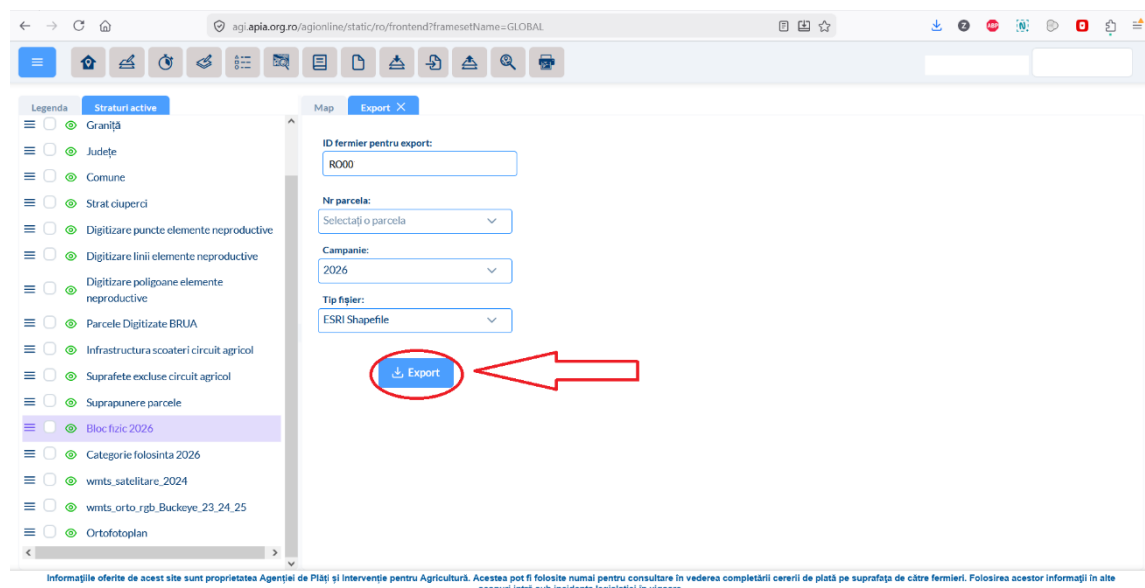 agi.apia.org.ro/agionline/static/ro/frontend?framesetName=GLOBAL
Legenda
Straturi active
Map
Export
Graniță
Județe
Comune
Strat ciuperci
Digitizare puncte elemente neproductive
Digitizare linii elemente neproductive
Digitizare poligoane elemente
neproductive
Parcele Digitizate BRUA
Infrastructura scoateri circuit agricol
Suprafete excluse circuit agricol
Suprapunere parcele
Bloc fizic 2026
Categorie folosinta 2026
wmts_satelitare_2024
wmts_orto_rgb_Buckeye_23_24_25
Ortofotoplan
ID fermier pentru export:
RO00
Nr parcela:
Selectați o parcela
Campanie:
2026
Tip fișier:
ESRI Shapefile
Export
Informațiile oferite de acest site sunt proprietatea Agenției de Plăți și Intervenție pentru Agricultură. Acestea pot fi folosite numai pentru consultare în vederea completării cererii de plată pe suprafața de către fermieri. Folosirea acestor informații în alte